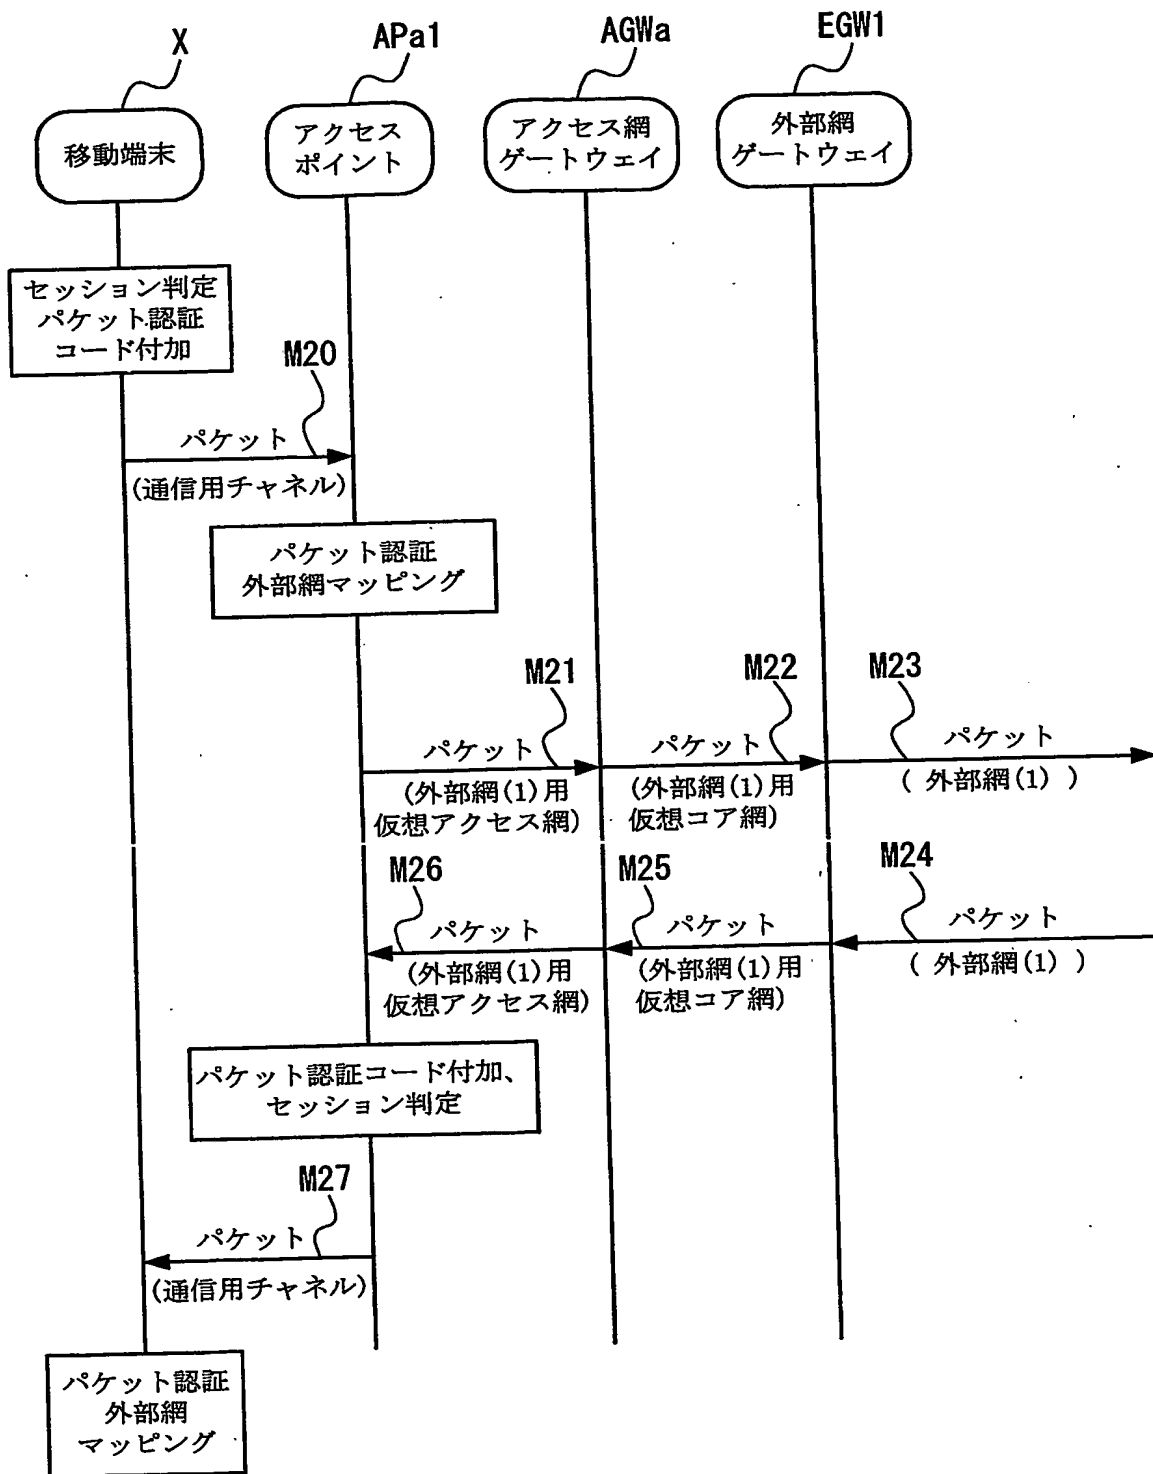 X
APa1
AGWa
EGW1
移動端末
アクセス
ポイント
アクセス網
ゲートウェイ
外部網
ゲートウェイ
セッション判定
パケット認証
コード付加
M20
パケット
(通信用チャネル)
パケット認証
外部網マッピング
M21
M22
M23
パケット
パケット
パケット
(外部網(1)用
仮想アクセス網)
(外部網(1)用
仮想コア網)
( 外部網(1) )
M26
M25
M24
パケット
パケット
パケット
(外部網(1)用
仮想アクセス網)
(外部網(1)用
仮想コア網)
( 外部網(1) )
パケット認証コード付加、
セッション判定
M27
パケット
(通信用チャネル)
パケット認証
外部網
マッピング